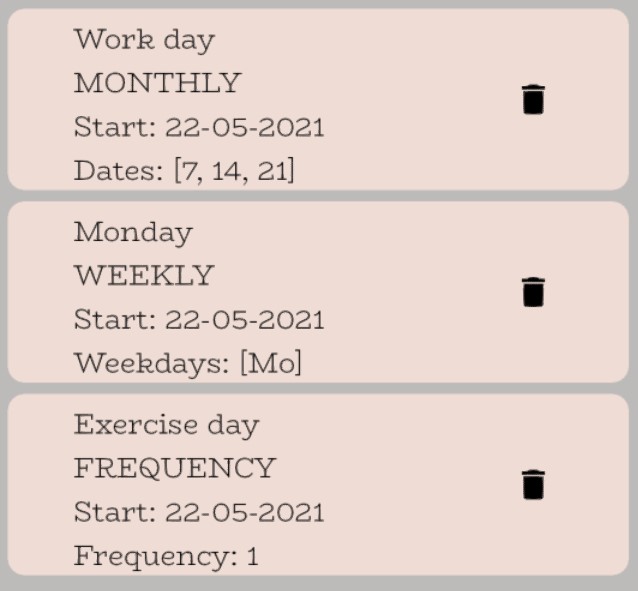 Work day
MONTHLY
Start: 22-05-2021
Dates: [7, 14, 21]
Monday
WEEKLY
Start: 22-05-2021
Weekdays: [Mo]
Exercise day
FREQUENCY
Start: 22-05-2021
Frequency: 1